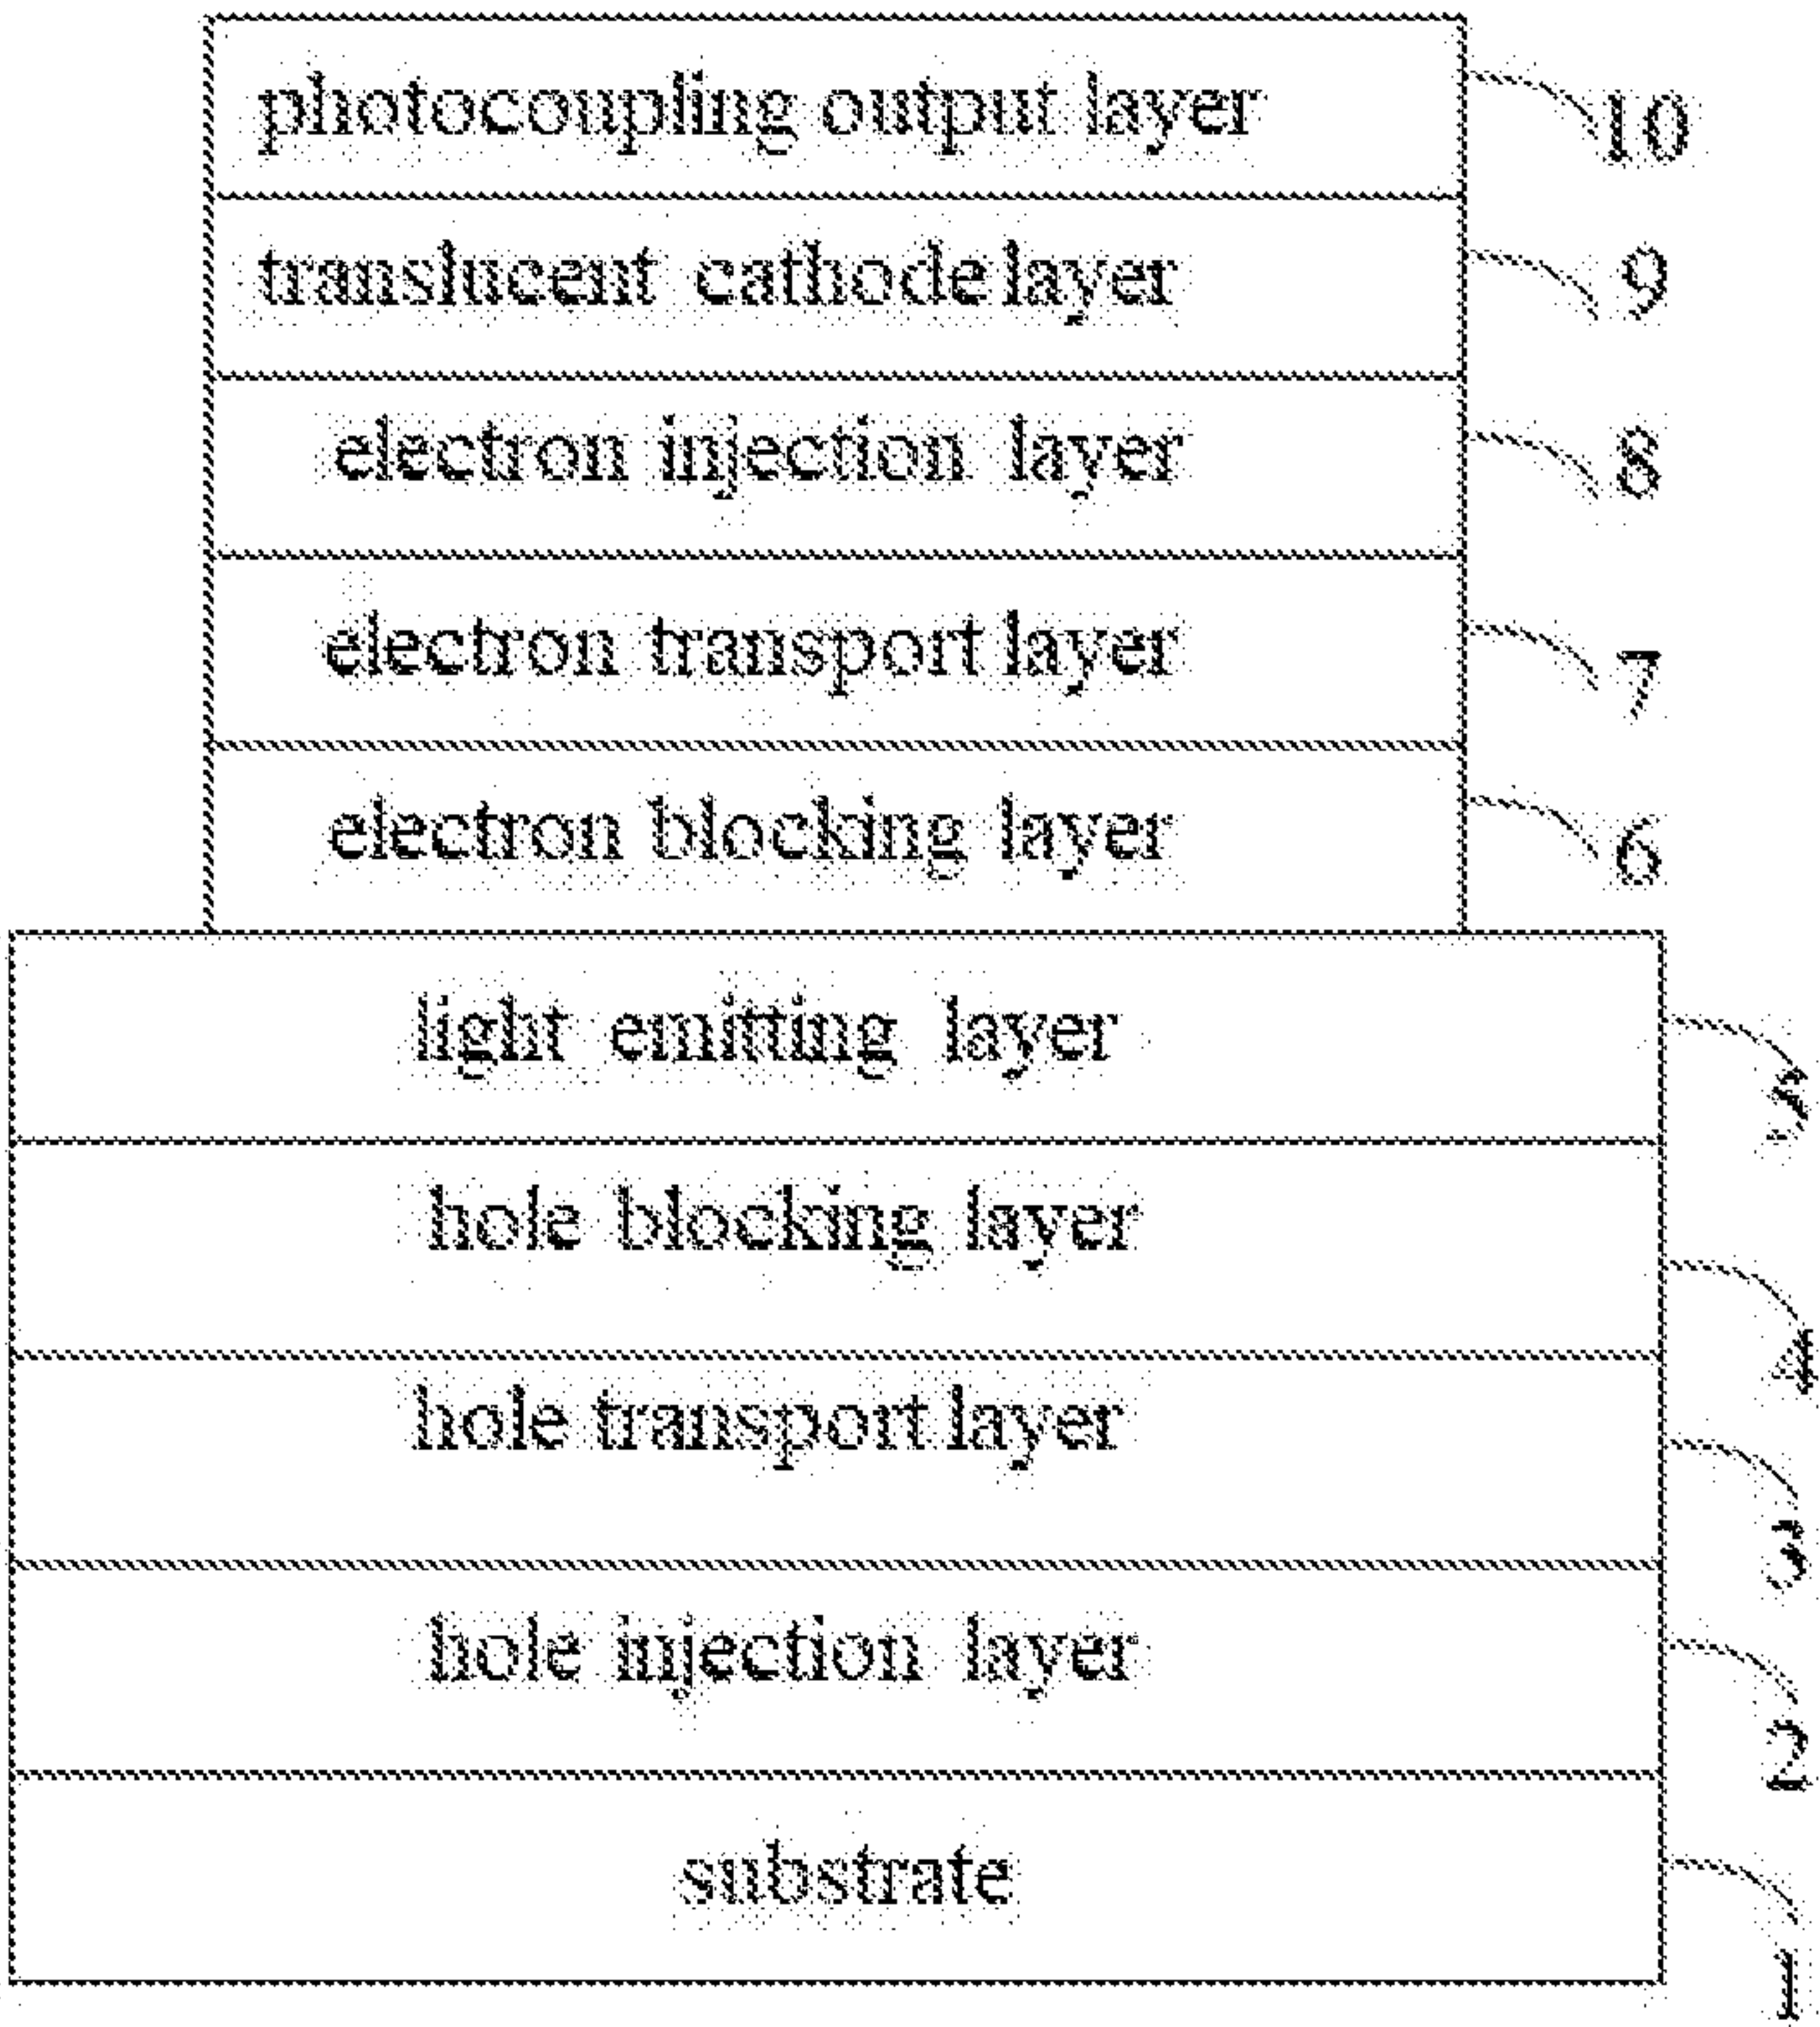 photocoupling output layer 10
translucent cathode layer 9
electron injection layer 8
electron transport layer 7
electron blocking layer 6
light emitting layer 5
hole blocking layer 4
hole transport layer 3
hole injection layer 2
substrate 1